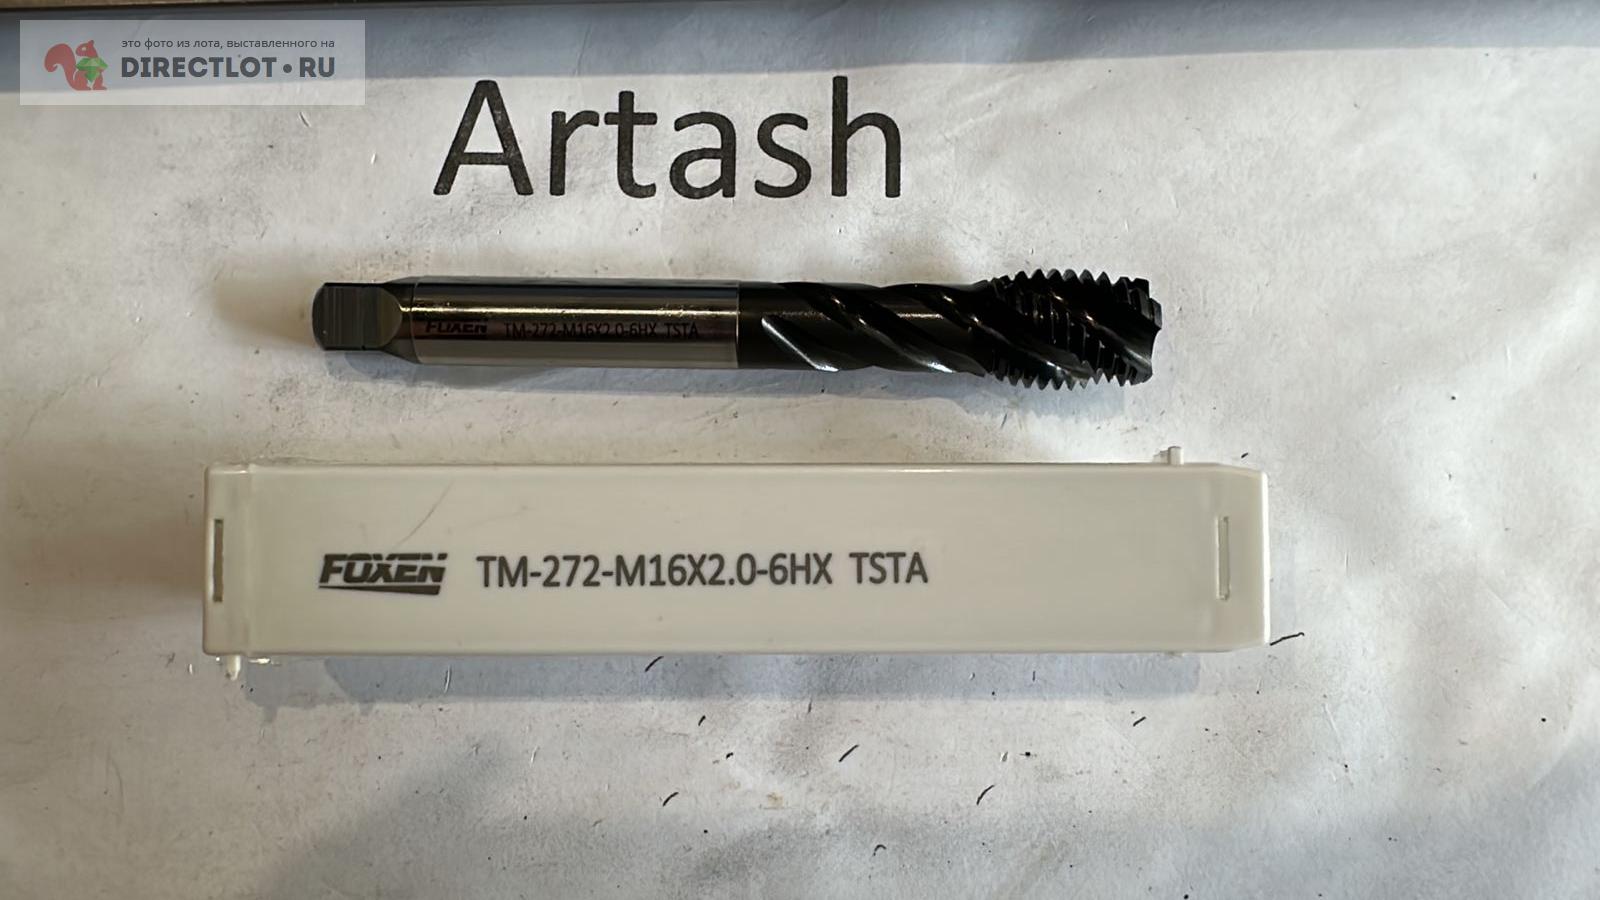 это фото из лота, выставленного на
DIRECTLOT•RU
Artash
FOXEN TM-272-M16X2.0-6HX TSTA
FOXEN TM-272-M16X2.0-6HX TSTA